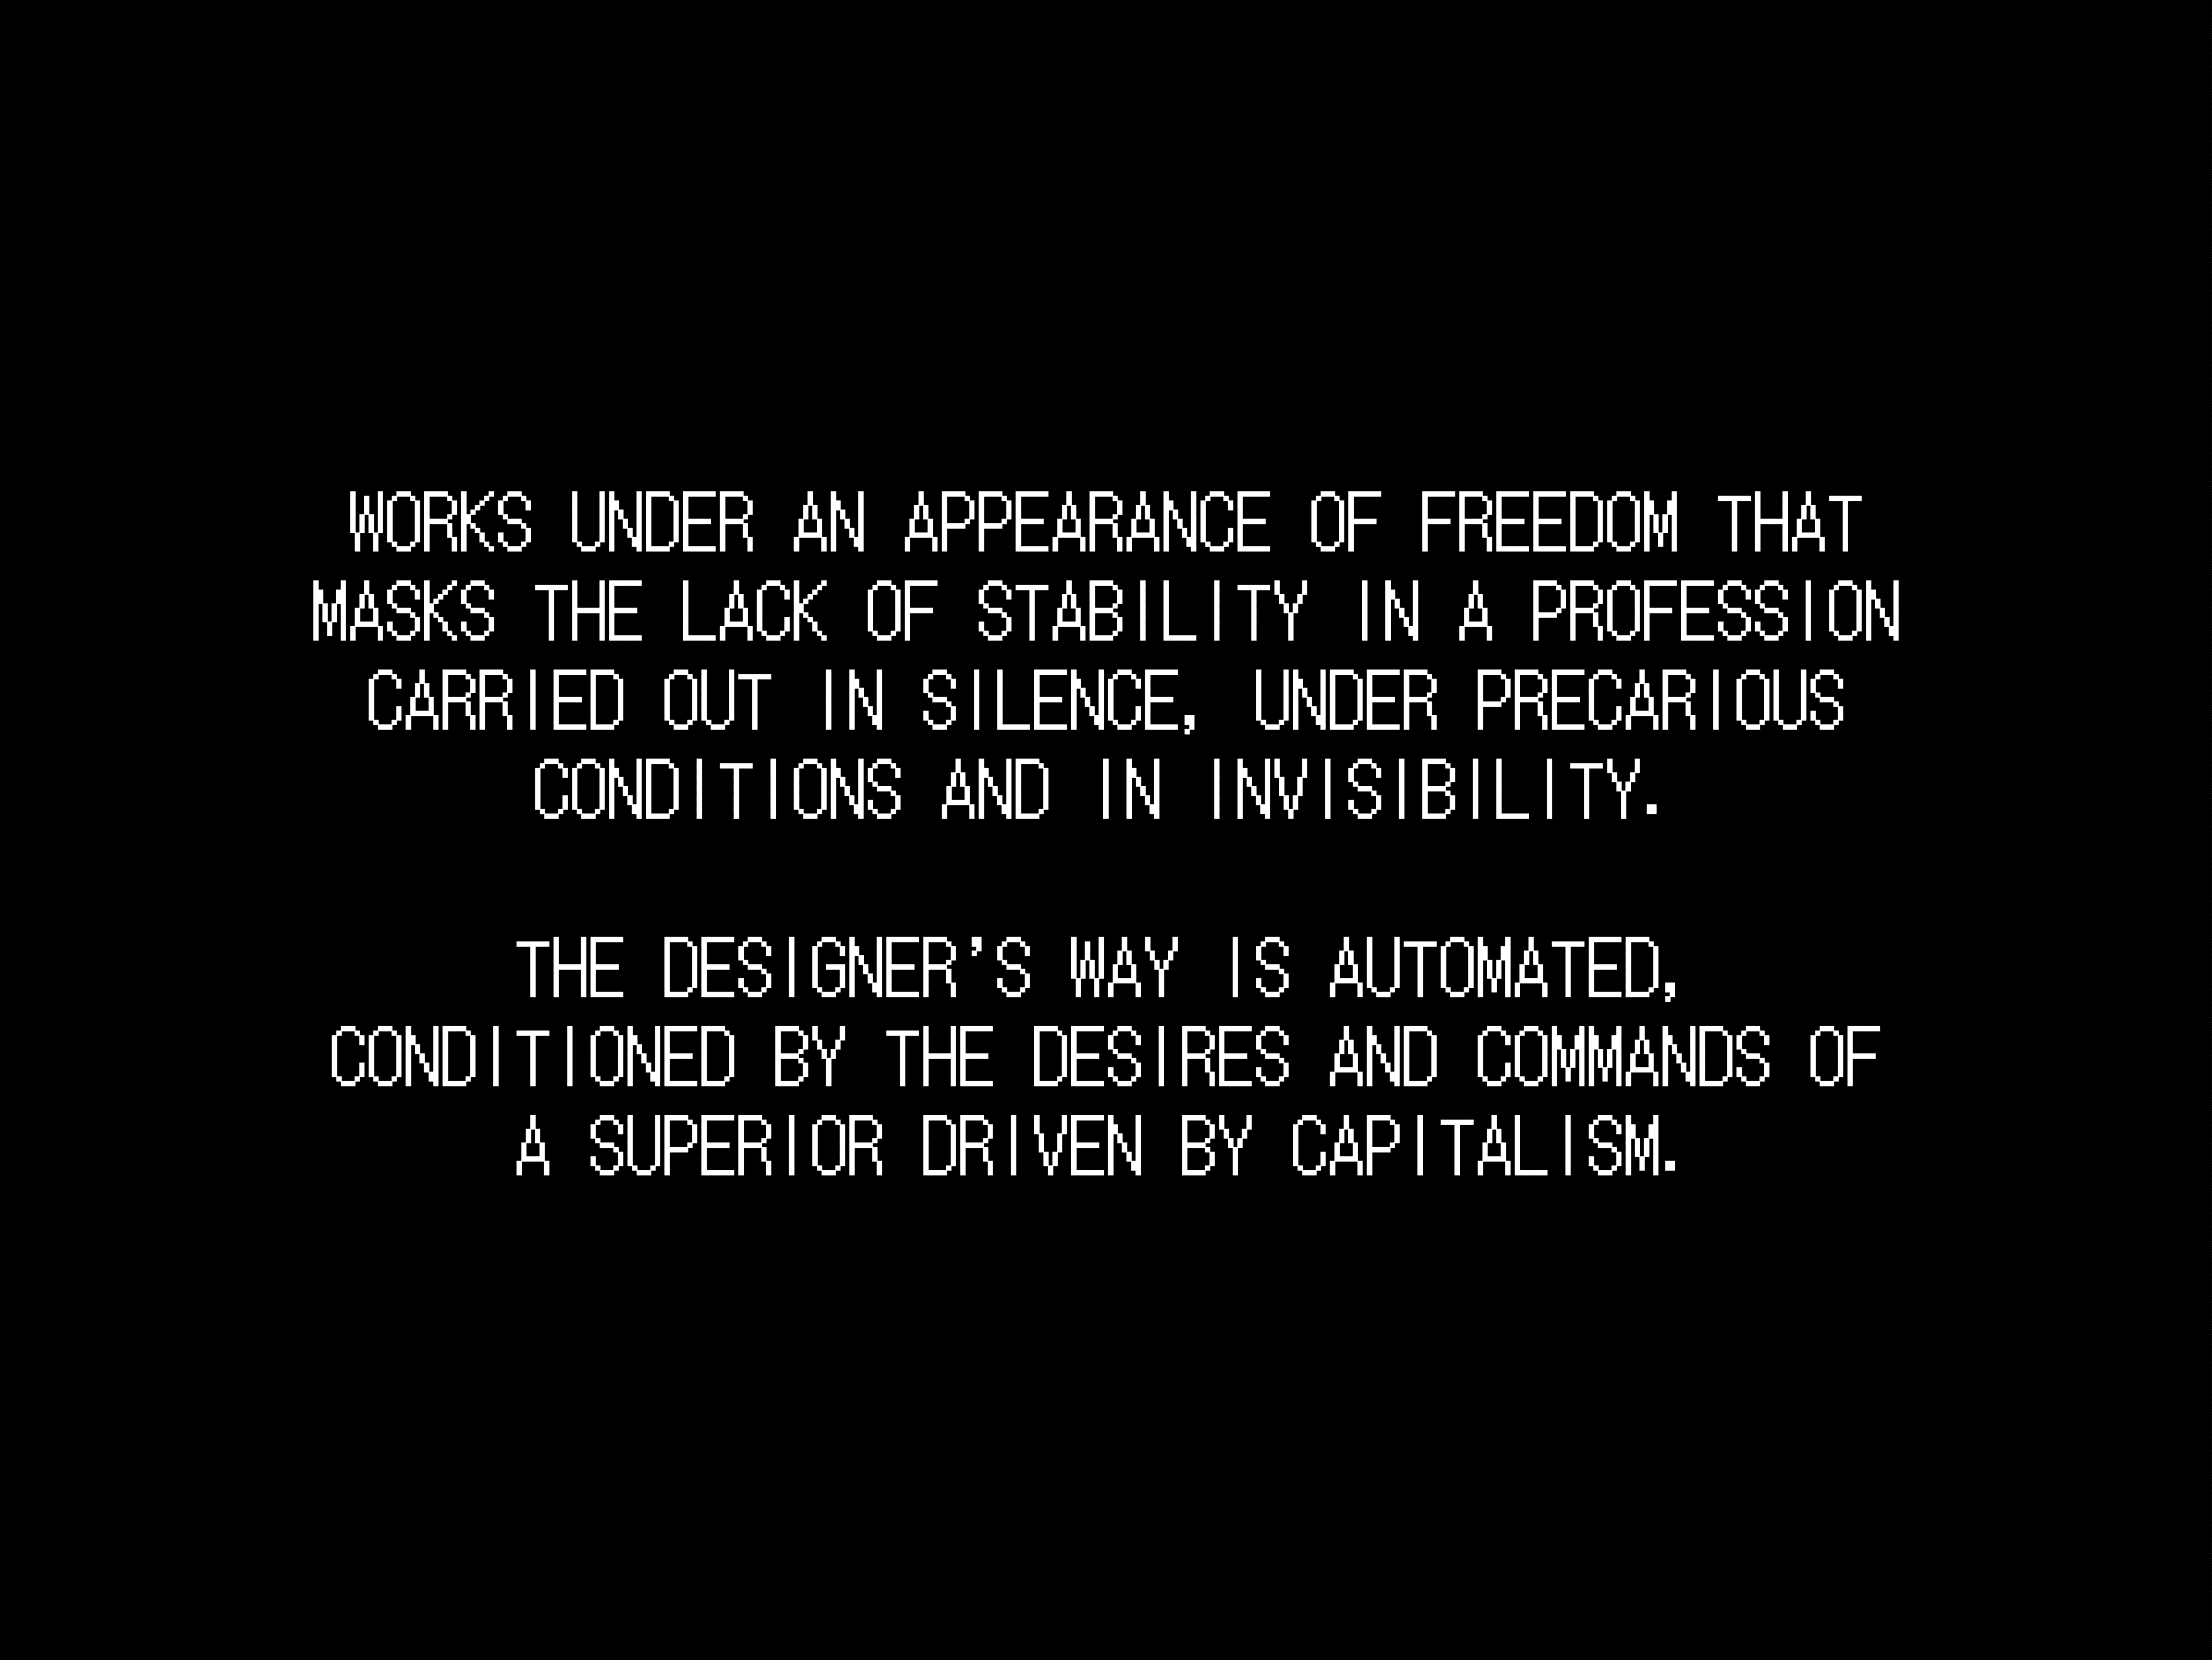 WORKS UNDER AN APPEARANCE OF FREEDOM THAT
MASKS THE LACK OF STABILITY IN A PROFESSION
CARRIED OUT IN SILENCE, UNDER PRECARIOUS
CONDITIONS AND IN INVISIBILITY.
THE DESIGNER'S WAY IS AUTOMATED,
CONDITIONED BY THE DESIRES AND COMMANDS OF
A SUPERIOR DRIVEN BY CAPITALISM.